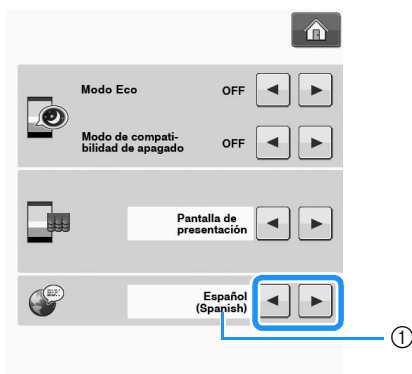 Modo Eco OFF
Modo de compati-
bilidad de apagado OFF
Pantalla de
presentación
Español
(Spanish)
①